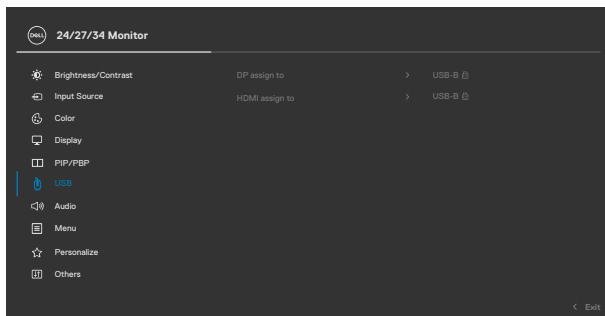 DELL
24/27/34 Monitor
Brightness/Contrast
DP assign to > USB-B
Input Source
HDMI assign to > USB-B
Color
Display
PIP/PBP
USB
Audio
Menu
Personalize
Others
< Exit